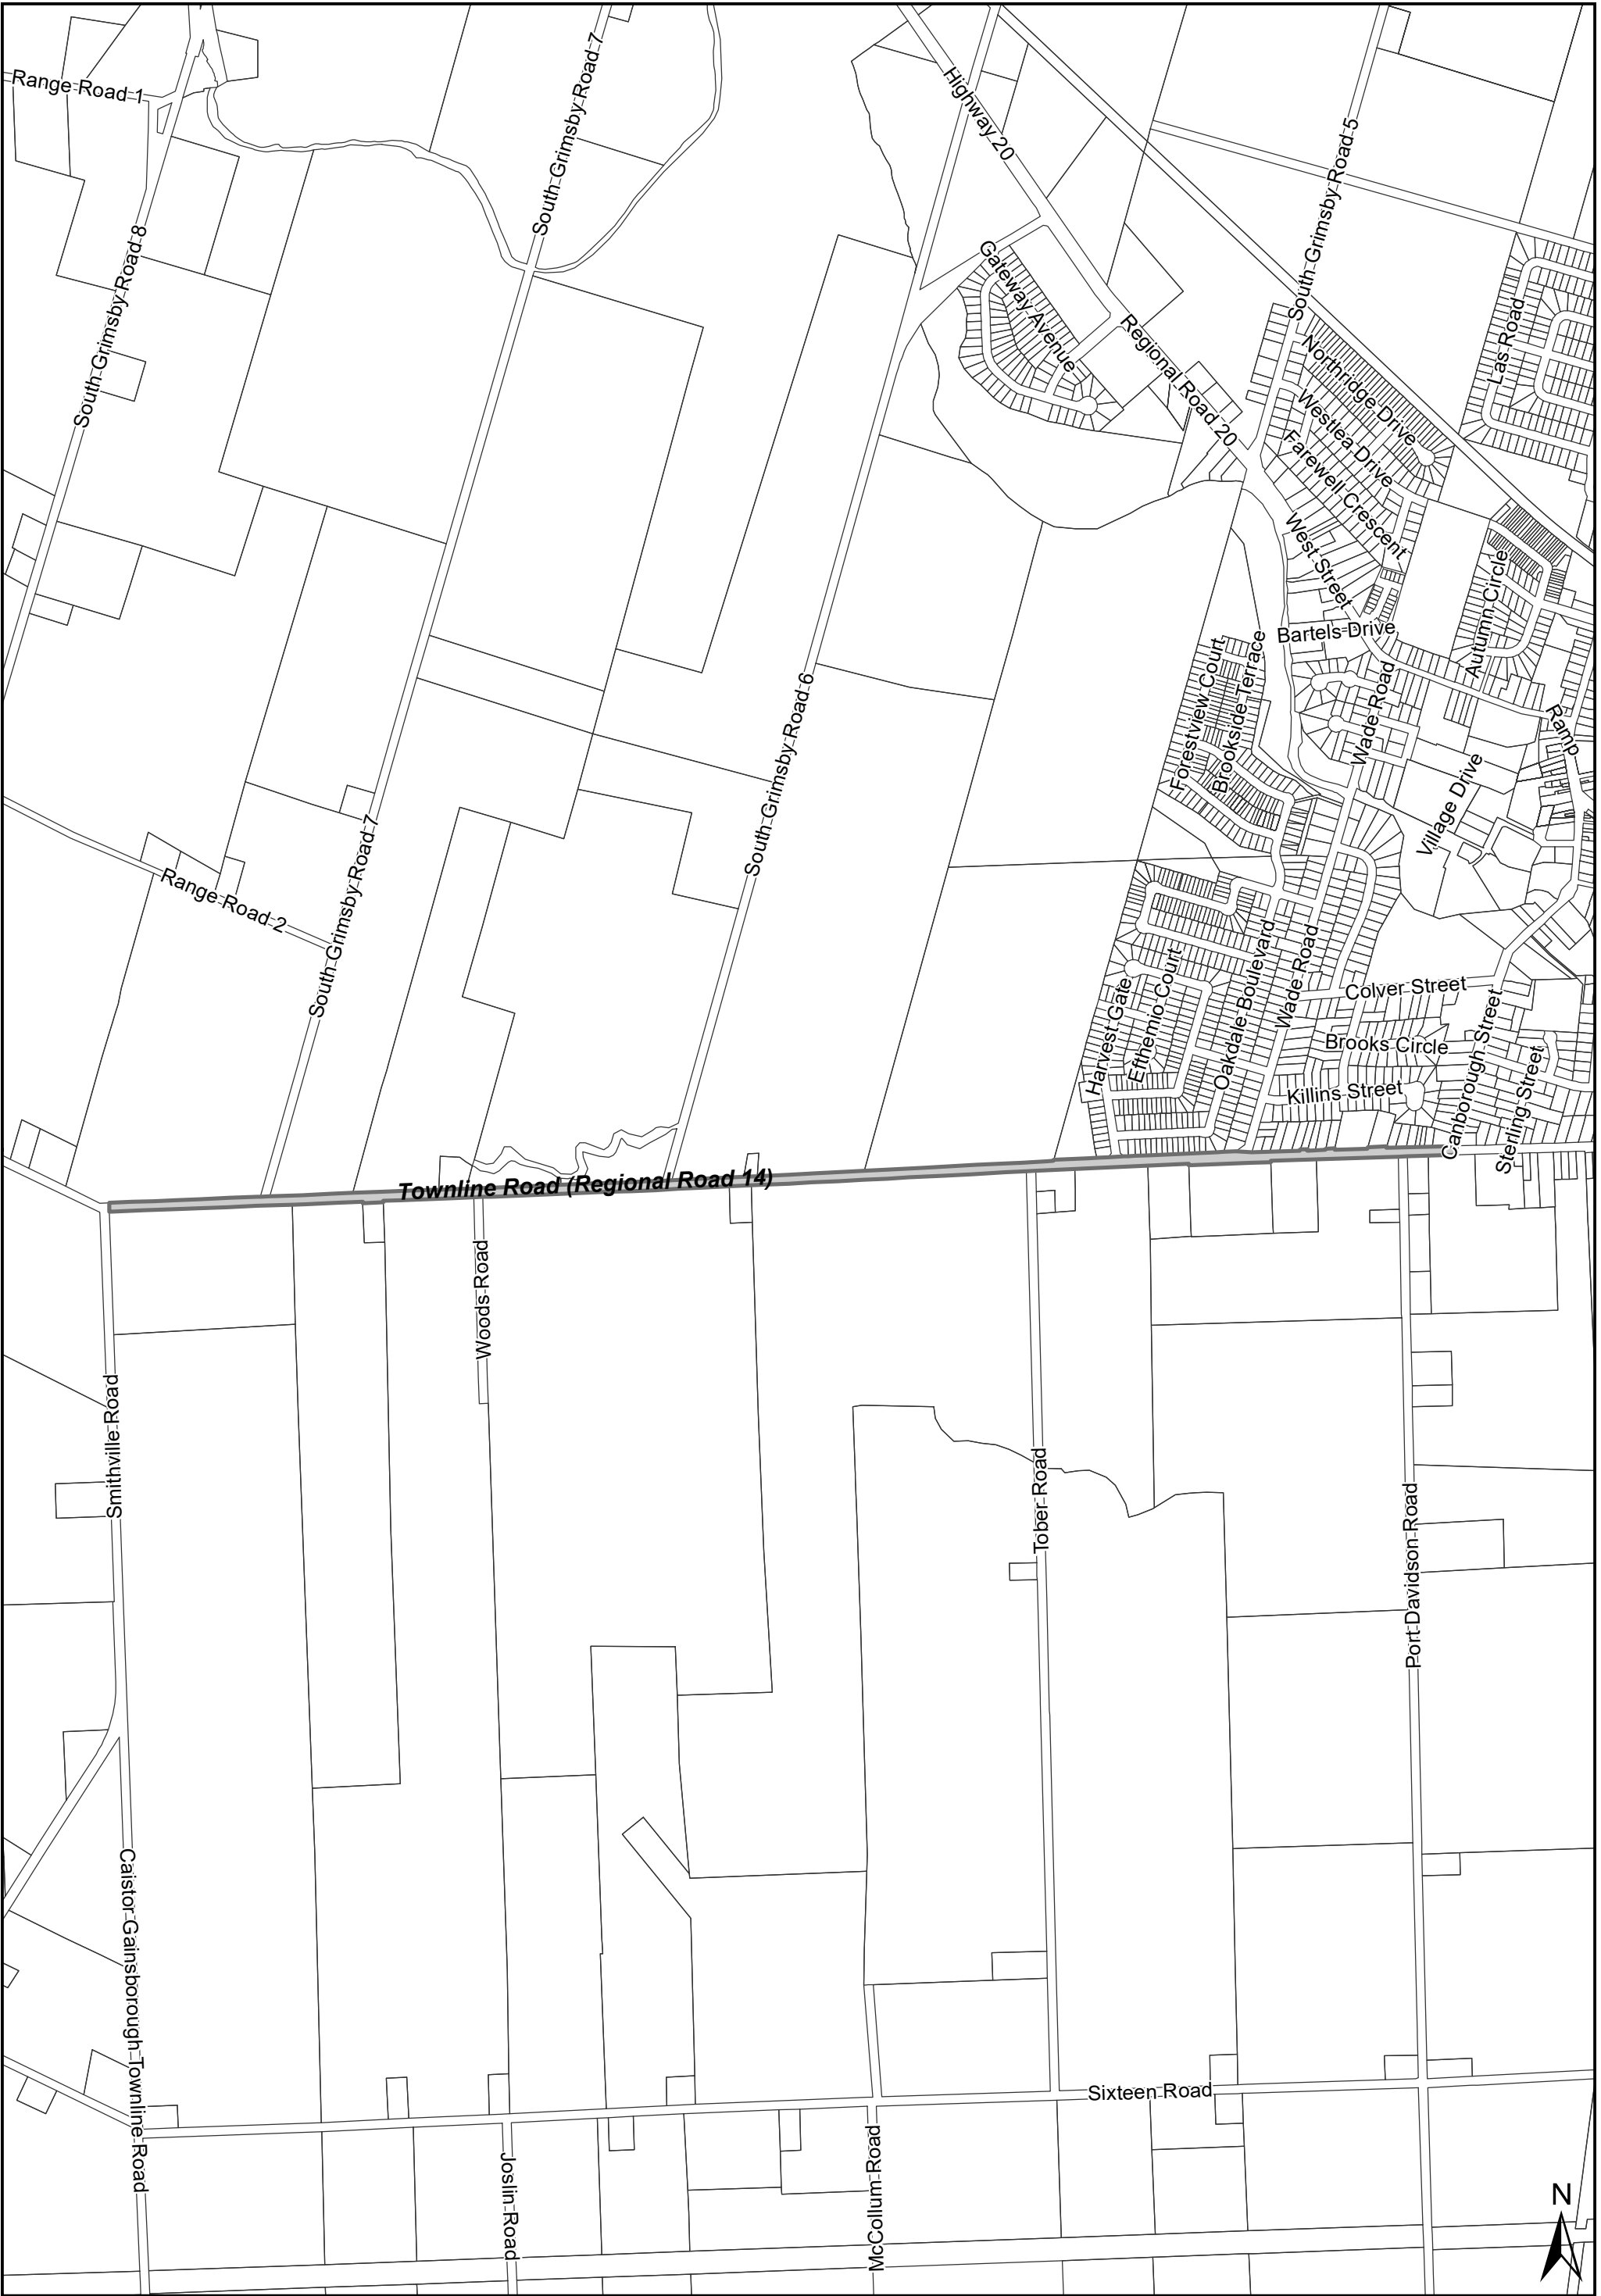 Range Road 1
South Grimsby Road 7
Highway 20
South Grimsby Road 5
South Grimsby Road 8
Gateway Avenue
Regional Road 20
Las Road
Northridge Drive
Westlea Drive
Farewell Crescent
West Street
Autumn Circle
Bartels Drive
Forestview Court
Brookside Terrace
Wade Road
Ramp
South Grimsby Road 6
Village Drive
South Grimsby Road 7
Range Road 2
Harvest Gate
Efthemio Court
Oakdale Boulevard
Wade Road
Colver Street
Brooks Circle
Killins Street
Canborough Street
Sterling Street
Townline Road (Regional Road 14)
Woods Road
Smithville Road
Tober Road
Port Davidson Road
Caistor Gainsborough Townline Road
Sixteen Road
Joslin Road
McCollum Road
N